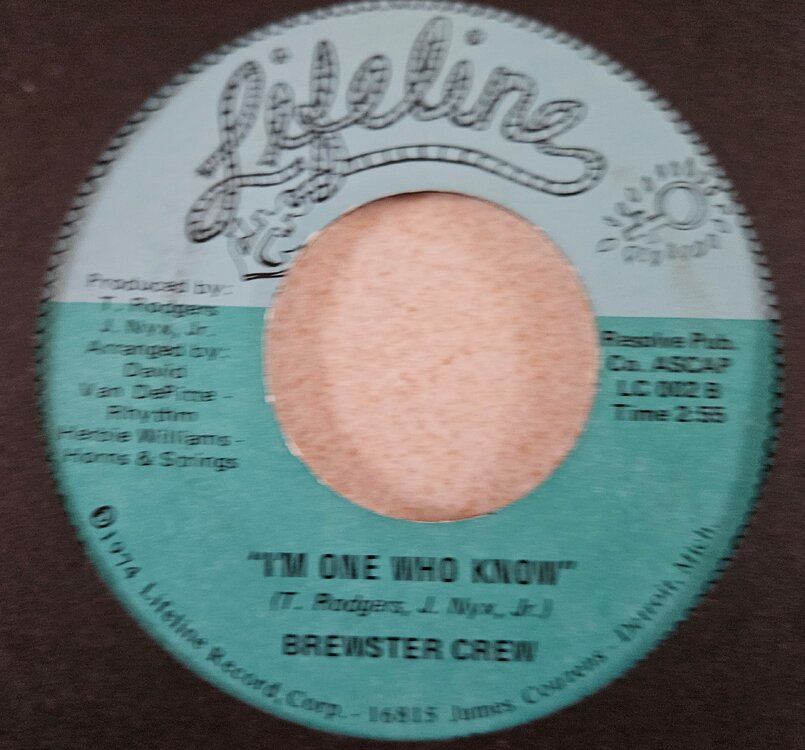 Lifeline
Produced by:
T. Rodgers
J. Nyx, Jr.
Arranged by:
David
Van DePitte -
Rhythm
Herbie Williams -
Horns & Strings
Resolve Pub.
Co. ASCAP
LC 002 B
Time 2:55
"I'M ONE WHO KNOW"
(T. Rodgers, J. Nyx, Jr.)
BREWSTER CREW
Ⓟ 1974 Lifeline Record Corp. - 16815 James Couzens - Detroit, Mich.